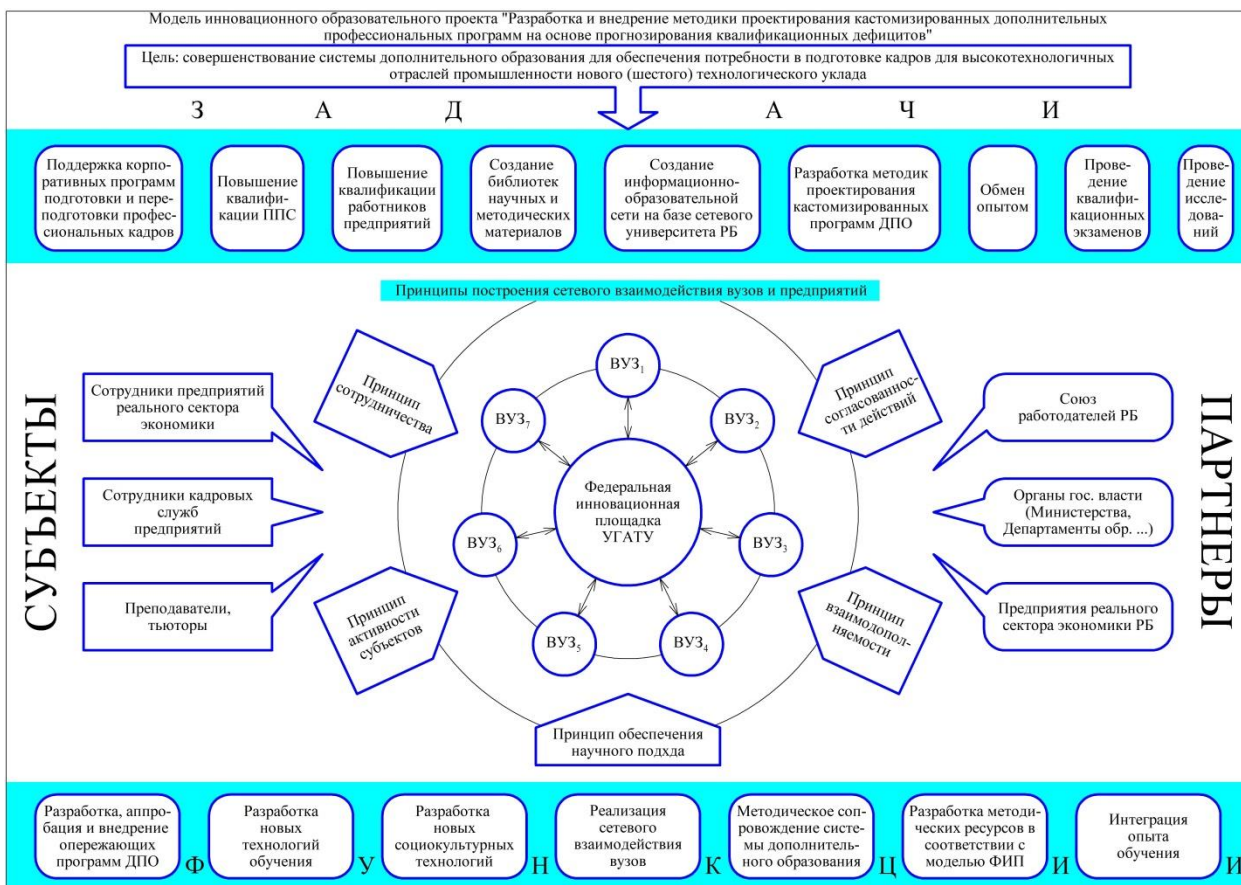 Модель инновационного образовательного проекта "Разработка и внедрение методики проектирования кастомизированных дополнительных
профессиональных программ на основе прогнозирования квалификационных дефицитов"
Цель: совершенствование системы дополнительного образования для обеспечения потребности в подготовке кадров для высокотехнологичных
отраслей промышленности нового (шестого) технологического уклада
З А Д А Ч И
Поддержка корпо-
ративных программ
подготовки и пере-
подготовки профес-
сиональных кадров
Повышение
квалифи-
кации ППС
Повышение
квалификации
работников
предприятий
Создание
библиотек
научных и
методических
материалов
Создание
информационно-
образовательной
сети на базе сетевого
университета РБ
Разработка методик
проектирования
кастомизированных
программ ДПО
Обмен
опытом
Прове-
дение
квалифи-
кационных
экзаменов
Прове-
дение
иссле-
дова-
ний
Принципы построения сетевого взаимодействия вузов и предприятий
СУБЪЕКТЫ
Сотрудники предприятий
реального сектора
экономики
Сотрудники кадровых
служб
предприятий
Преподаватели,
тьюторы
Принцип
сотрудничества
Принцип
активности
субъектов
Принцип обеспечения
научного подхда
Принцип
согласованнос-
ти действий
Принцип
взаимодопол-
няемости
ВУЗ1
ВУЗ2
ВУЗ3
ВУЗ4
ВУЗ5
ВУЗ6
ВУЗ7
Федеральная
инновационная
площадка
УГАТУ
Союз
работодателей РБ
Органы гос. власти
(Министерства,
Департаменты обр. ...)
Предприятия реального
сектора экономики РБ
ПАРТНЕРЫ
Разработка, аппро-
бация и внедрение
опережающих
программ ДПО
Разработка
новых
технологий
обучения
Разработка
новых
социокультурных
технологий
Реализация
сетевого
взаимодействия
вузов
Методическое со-
провождение систе-
мы дополнительного
образования
Разработка методи-
ческих ресурсов в
соответствии с
моделью ФИП
Интеграция
опыта
обучения
Ф У Н К Ц И И